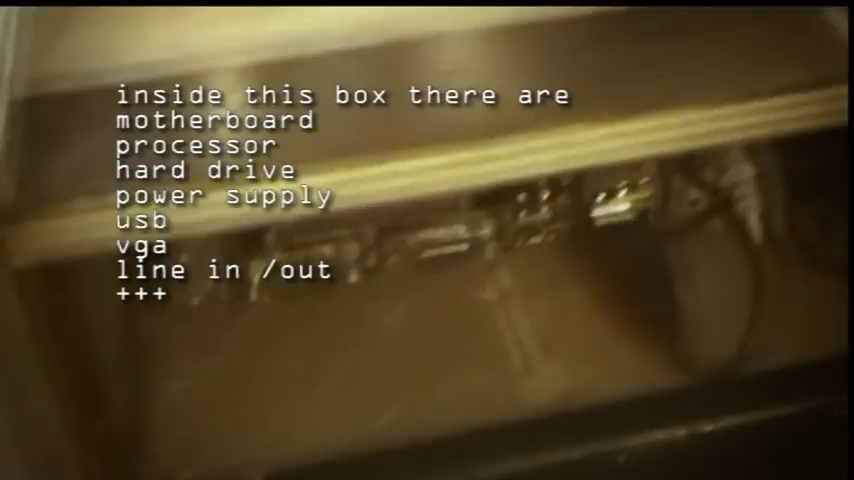 inside this box there are
motherboard
processor
hard drive
power supply
usb
vga
line in /out
+++